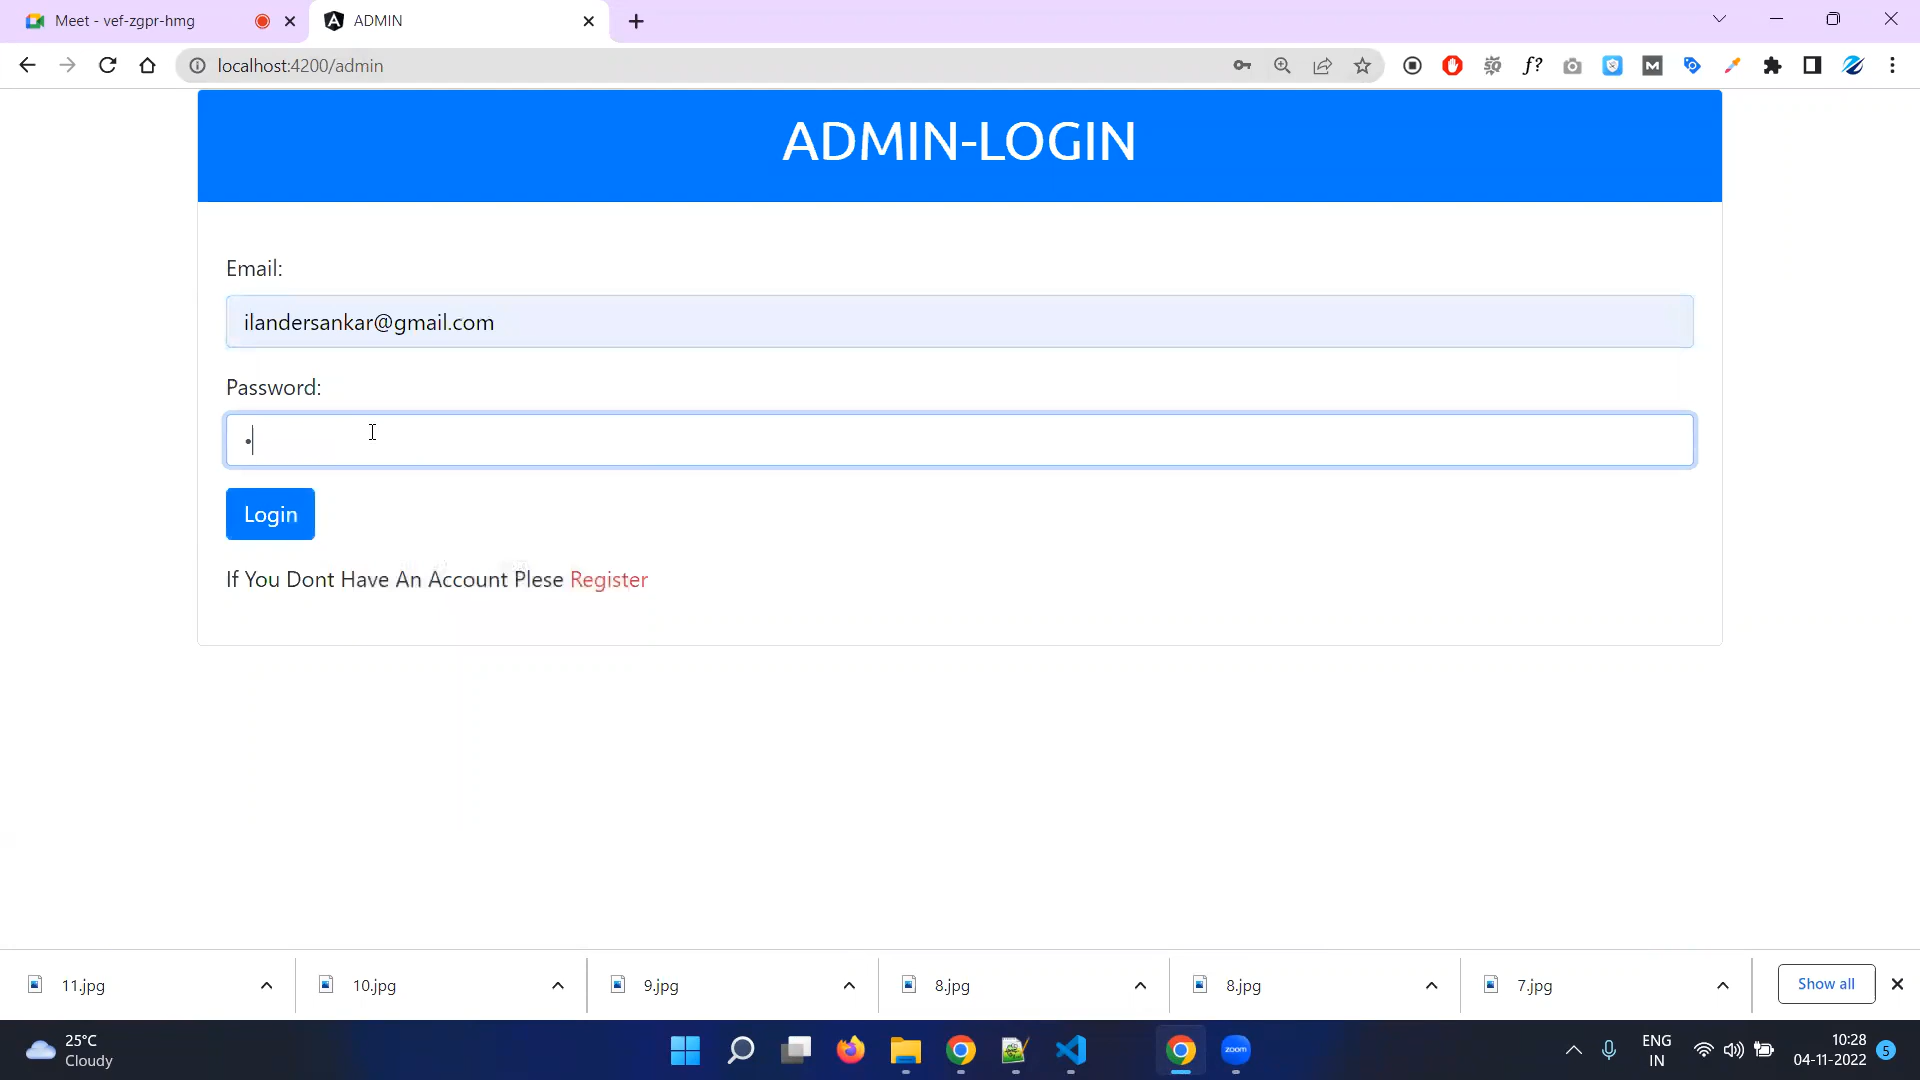 Meet - vef-zgpr-hmg
ADMIN
localhost:4200/admin
f?
M
ADMIN-LOGIN
Email:
ilandersankar@gmail.com
Password:
Login
If You Dont Have An Account Plese Register
11.jpg
10.jpg
9.jpg
8.jpg
8.jpg
7.jpg
Show all
25°C
Cloudy
zoom
ENG
IN
10:28
04-11-2022
5